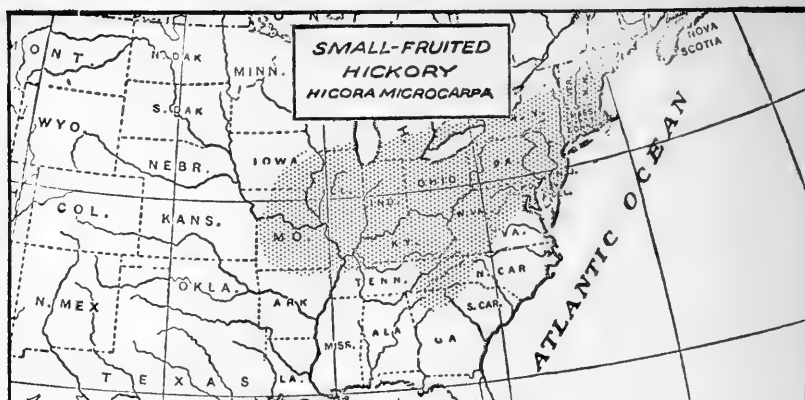 SMALL-FRUITED
HICKORY
HICORA MICROCARPA
NOVA
SCOTIA
ONT.
N. DAK
MINN.
S. DAK
WYO.
NEBR.
IOWA
OHIO
PA.
IND.
W.VA.
COL.
KANS.
MO.
KY.
VA.
N. MEX
OKLA.
ARK
TENN.
N. CAR
S. CAR.
MISS.
ALA
GA
TEXAS
LA.
ATLANTIC OCEAN